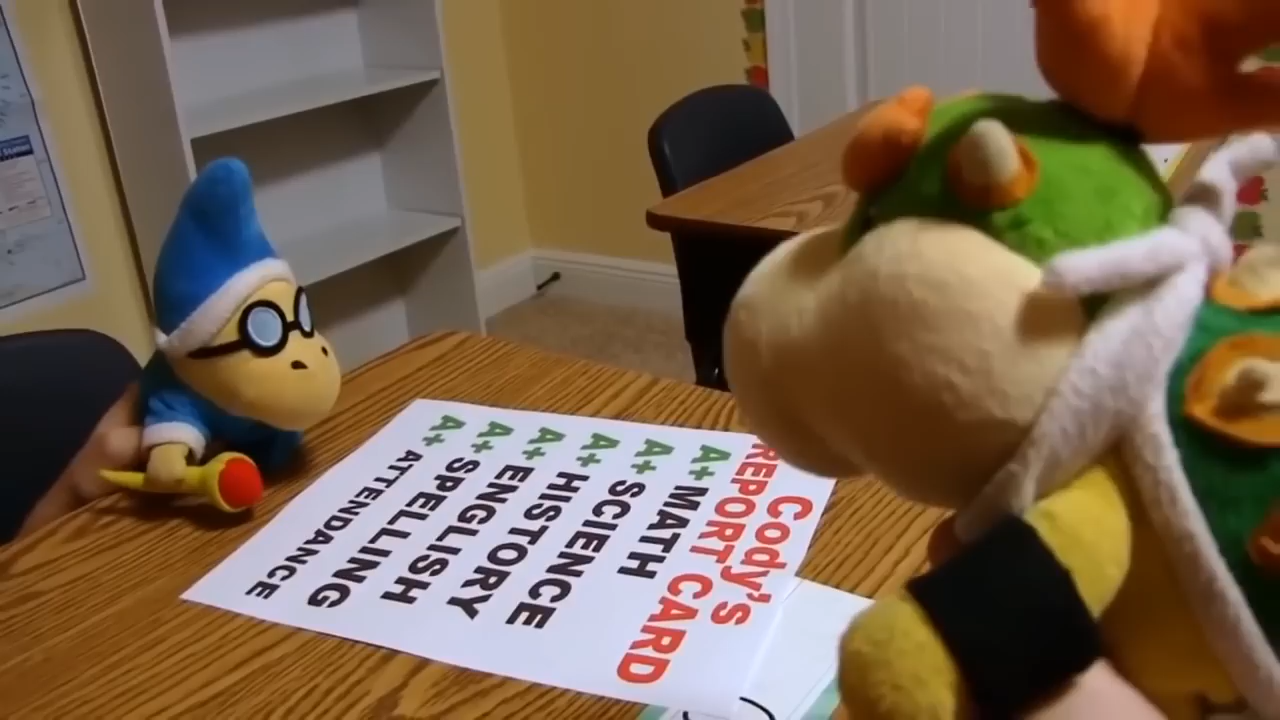 Cody's
REPORT CARD
A+ MATH
A+ SCIENCE
A+ HISTORY
A+ ENGLISH
A+ SPELLING
A+ ATTENDANCE